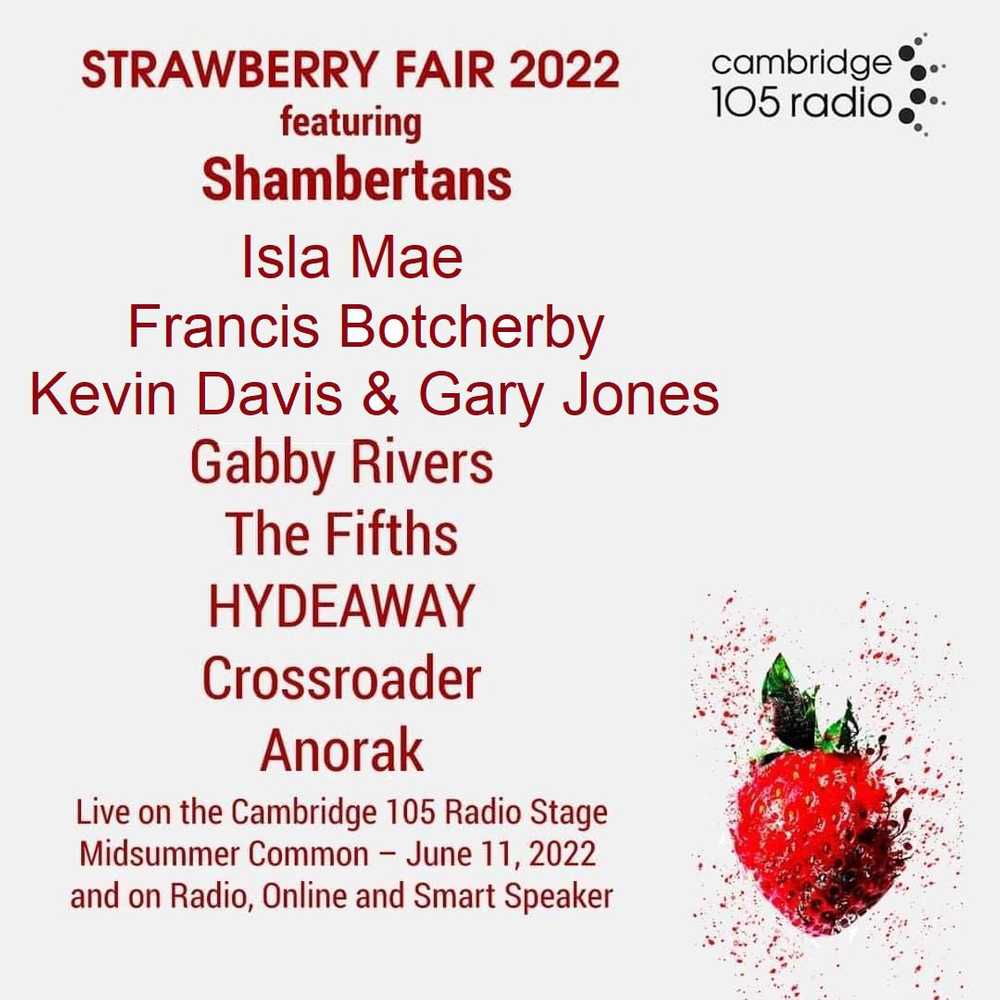 STRAWBERRY FAIR 2022
featuring
Shambertans
Isla Mae
Francis Botcherby
Kevin Davis & Gary Jones
Gabby Rivers
The Fifths
HYDEAWAY
Crossroader
Anorak
Live on the Cambridge 105 Radio Stage
Midsummer Common – June 11, 2022
and on Radio, Online and Smart Speaker
cambridge
105 radio